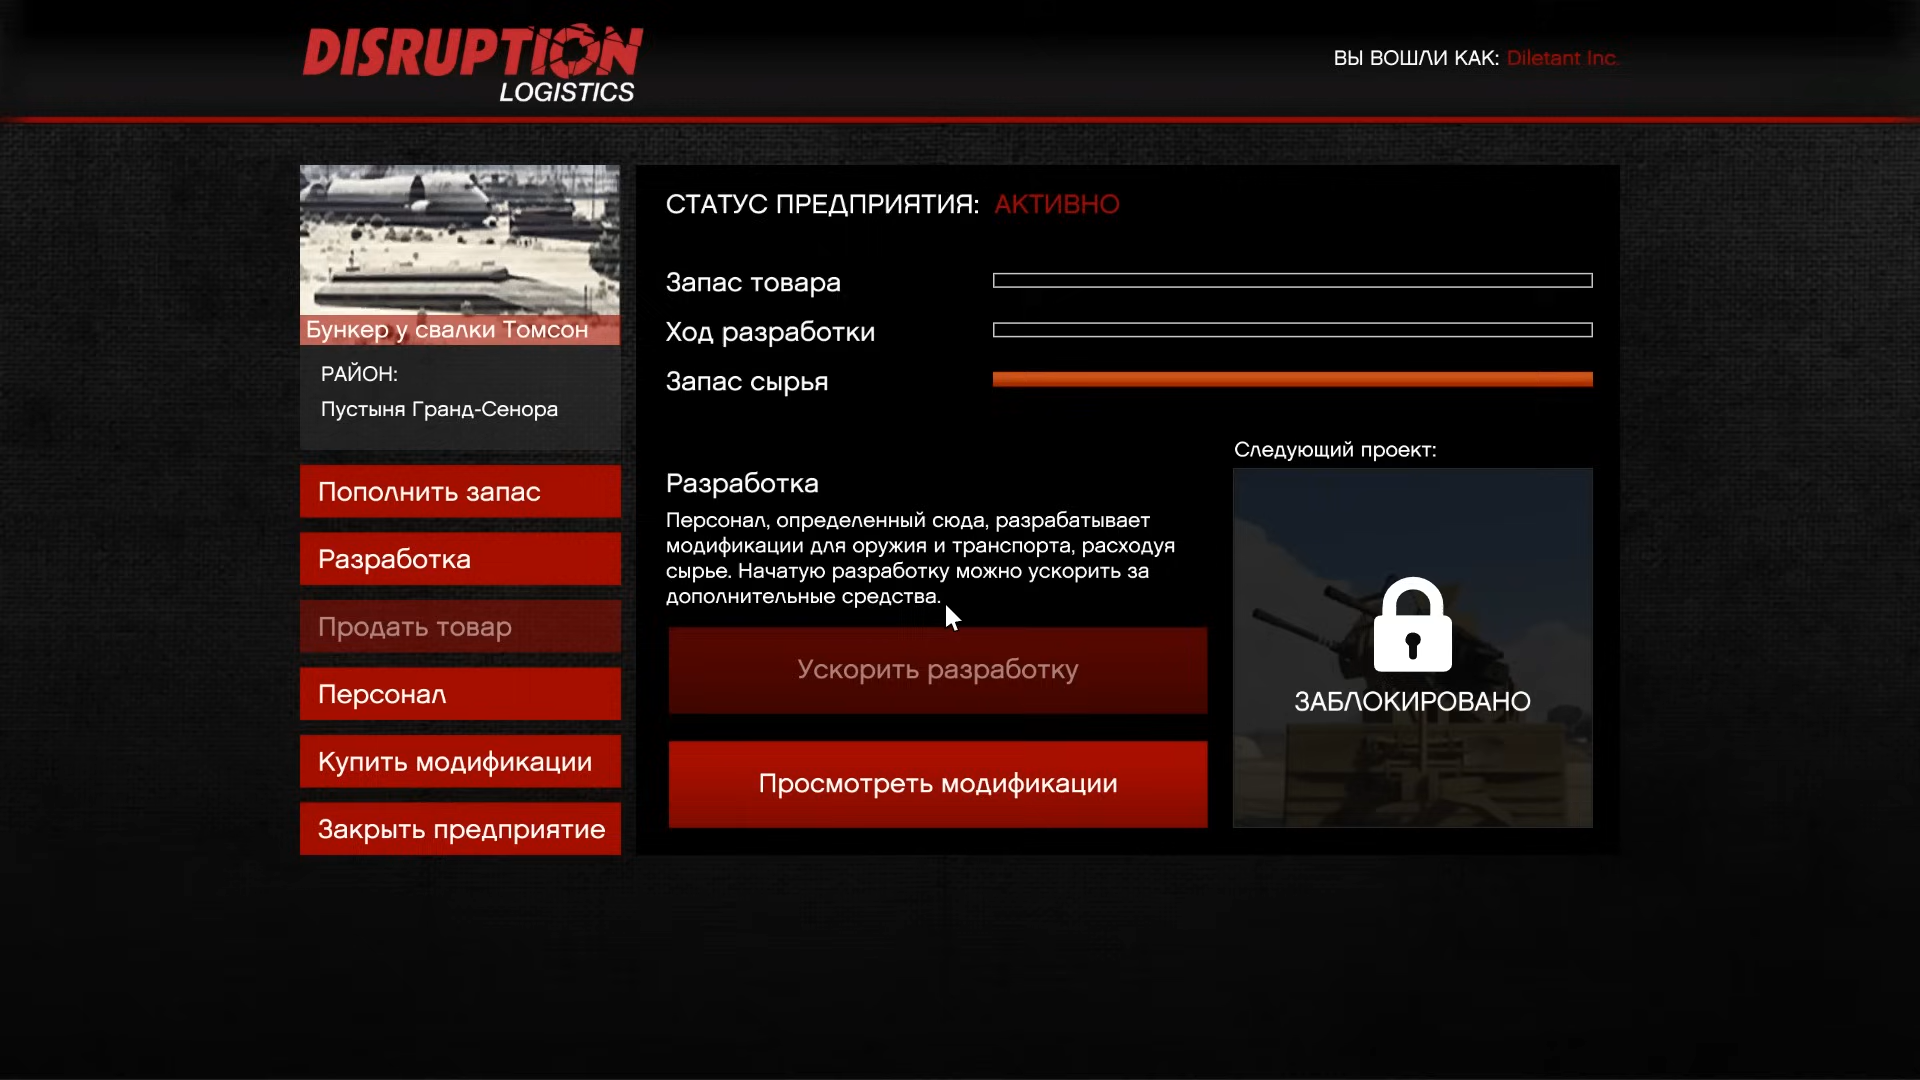 DISRUPTION
LOGISTICS
ВЫ ВОШЛИ КАК: Diletant Inc.
Бункер у свалки Томсон
РАЙОН:
Пустыня Гранд-Сенора
Пополнить запас
Разработка
Продать товар
Персонал
Купить модификации
Закрыть предприятие
СТАТУС ПРЕДПРИЯТИЯ: АКТИВНО
Запас товара
Ход разработки
Запас сырья
Разработка
Персонал, определенный сюда, разрабатывает
модификации для оружия и транспорта, расходуя
сырье. Начатую разработку можно ускорить за
дополнительные средства.
Ускорить разработку
Просмотреть модификации
Следующий проект:
ЗАБЛОКИРОВАНО